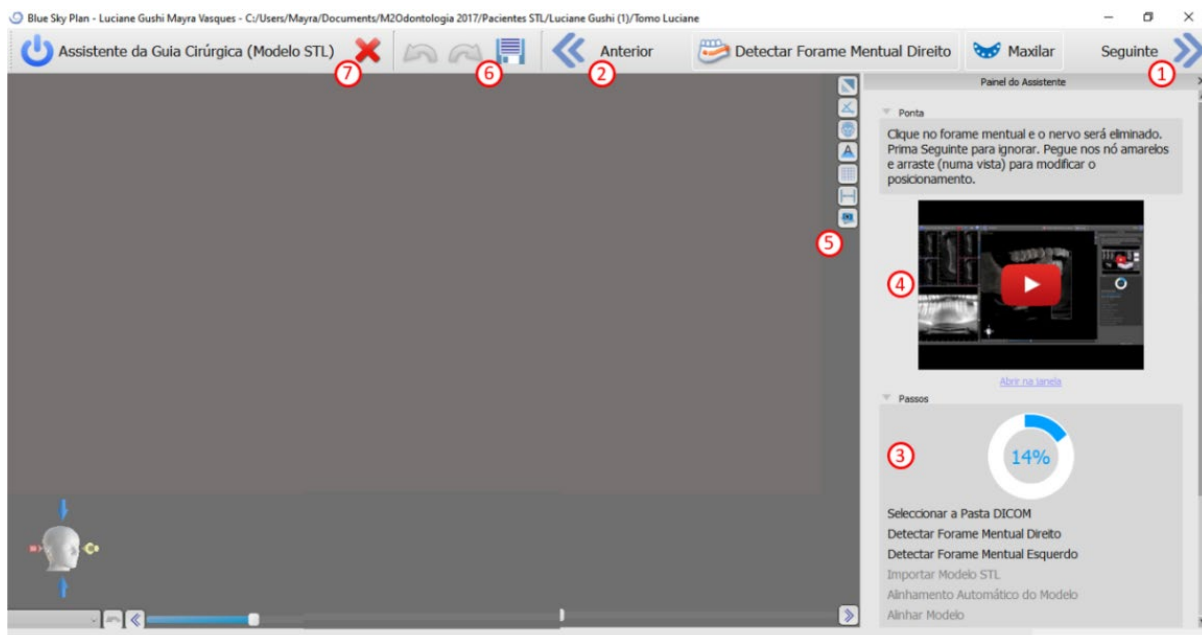 Blue Sky Plan - Luciane Gushi Mayra Vasques - C:/Users/Mayra/Documents/M2Odontologia 2017/Pacientes STL/Luciane Gushi (1)/Tomo Luciane
Assistente da Guia Cirúrgica (Modelo STL)
7
6
Anterior
2
Detectar Forame Mentual Direito
Maxilar
Seguinte
1
Painel do Assistente
Ponta
Clique no forame mentual e o nervo será eliminado.
Prima Seguinte para ignorar. Pegue nos nó amarelos
e arraste (numa vista) para modificar o
posicionamento.
5
4
Abrir na janela
Passos
3
14%
Seleccionar a Pasta DICOM
Detectar Forame Mentual Direito
Detectar Forame Mentual Esquerdo
Importar Modelo STL
Alinhamento Automático do Modelo
Alinhar Modelo